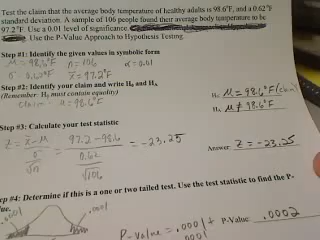 Test the claim that the average body temperature of healthy adults is 98.6°F, and a 0.62°F
standard deviation. A sample of 106 people found their average body temperature to be
97.2°F. Use a 0.01 level of significance.
Use the P-Value Approach to Hypothesis Testing.
Step #1: Identify the given values in symbolic form
μ = 98.6°F n = 106 α = 0.01
σ = 0.62°F x̄ = 97.2°F
Step #2: Identify your claim and write H₀ and Hₐ
(Remember: H₀ must contain equality)
claim - μ = 98.6°F
H₀ μ = 98.6°F (claim)
Hₐ μ ≠ 98.6°F
Step #3: Calculate your test statistic
z = x̄ - μ / σ/√n = 97.2 - 98.6 / 0.62/√106 = -23.25
Answer: z = -23.25
Step #4: Determine if this is a one or two tailed test. Use the test statistic to find the P-
Value.
.0001 .0001
P-value = .0001 +
P-Value: .0002